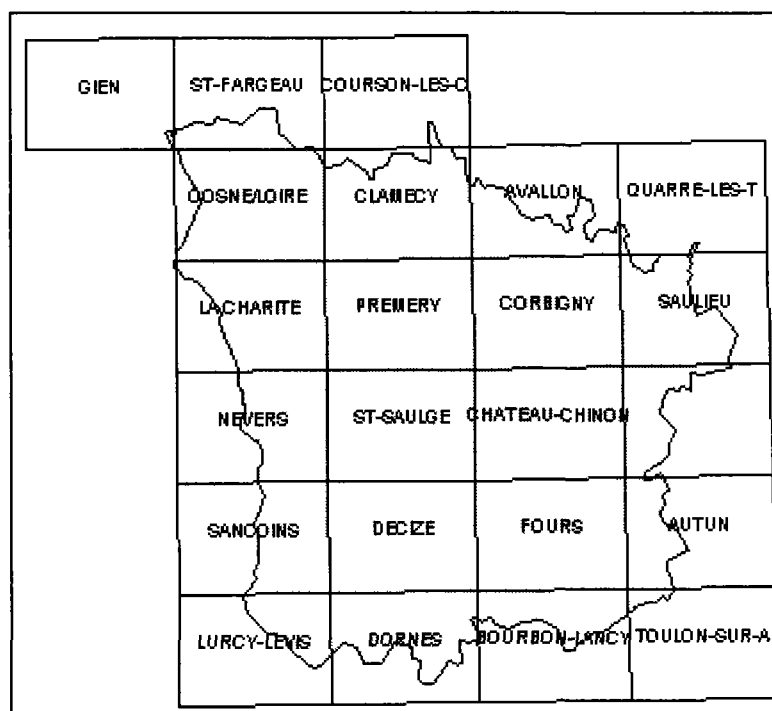 GIEN ST-FARGEAU COURSON-LES-C
COSNE/LOIRE CLAMECY AVALLON QUARRE-LES-T
LA CHARITE PREMERY CORBIGNY SAULIEU
NEVERS ST-SAULGE CHATEAU-CHINON
SANCOINS DECIZE FOURS AUTUN
LURCY-LEVIS DORNES BOURBON-LANCY TOULON-SUR-A